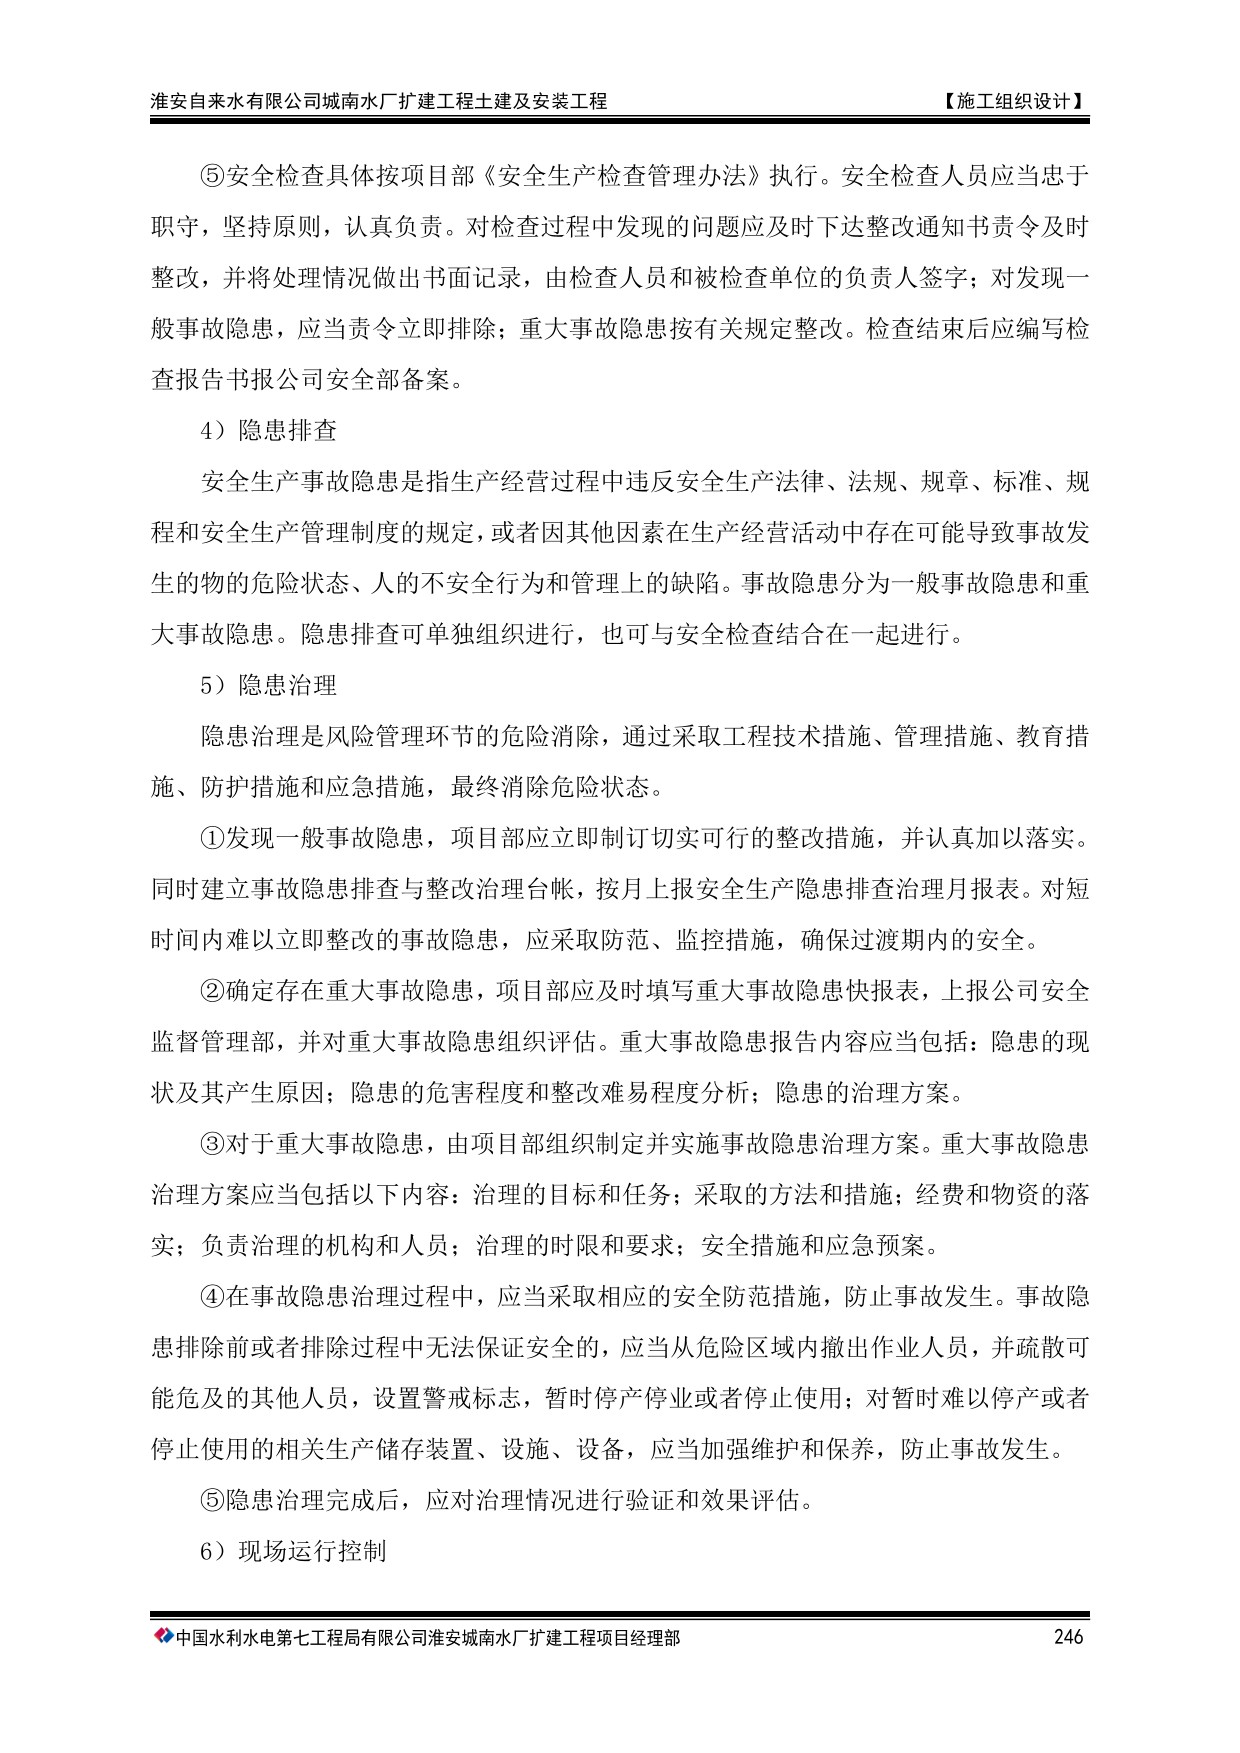 淮安自来水有限公司城南水厂扩建工程土建及安装工程 【施工组织设计】
⑤安全检查具体按项目部《安全生产检查管理办法》执行。安全检查人员应当忠于
职守，坚持原则，认真负责。对检查过程中发现的问题应及时下达整改通知书责令及时
整改，并将处理情况做出书面记录，由检查人员和被检查单位的负责人签字；对发现一
般事故隐患，应当责令立即排除；重大事故隐患按有关规定整改。检查结束后应编写检
查报告书报公司安全部备案。
4）隐患排查
安全生产事故隐患是指生产经营过程中违反安全生产法律、法规、规章、标准、规
程和安全生产管理制度的规定，或者因其他因素在生产经营活动中存在可能导致事故发
生的物的危险状态、人的不安全行为和管理上的缺陷。事故隐患分为一般事故隐患和重
大事故隐患。隐患排查可单独组织进行，也可与安全检查结合在一起进行。
5）隐患治理
隐患治理是风险管理环节的危险消除，通过采取工程技术措施、管理措施、教育措
施、防护措施和应急措施，最终消除危险状态。
①发现一般事故隐患，项目部应立即制订切实可行的整改措施，并认真加以落实。
同时建立事故隐患排查与整改治理台帐，按月上报安全生产隐患排查治理月报表。对短
时间内难以立即整改的事故隐患，应采取防范、监控措施，确保过渡期内的安全。
②确定存在重大事故隐患，项目部应及时填写重大事故隐患快报表，上报公司安全
监督管理部，并对重大事故隐患组织评估。重大事故隐患报告内容应当包括：隐患的现
状及其产生原因；隐患的危害程度和整改难易程度分析；隐患的治理方案。
③对于重大事故隐患，由项目部组织制定并实施事故隐患治理方案。重大事故隐患
治理方案应当包括以下内容：治理的目标和任务；采取的方法和措施；经费和物资的落
实；负责治理的机构和人员；治理的时限和要求；安全措施和应急预案。
④在事故隐患治理过程中，应当采取相应的安全防范措施，防止事故发生。事故隐
患排除前或者排除过程中无法保证安全的，应当从危险区域内撤出作业人员，并疏散可
能危及的其他人员，设置警戒标志，暂时停产停业或者停止使用；对暂时难以停产或者
停止使用的相关生产储存装置、设施、设备，应当加强维护和保养，防止事故发生。
⑤隐患治理完成后，应对治理情况进行验证和效果评估。
6）现场运行控制
中国水利水电第七工程局有限公司淮安城南水厂扩建工程项目经理部 246